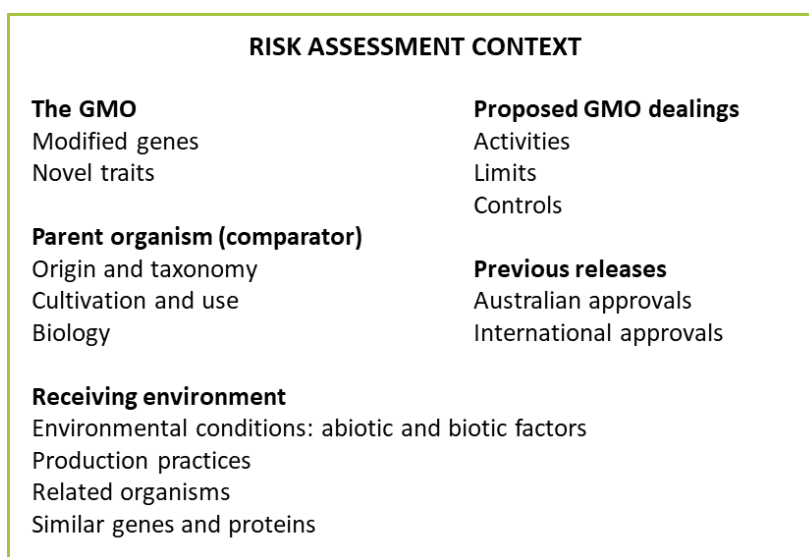 RISK ASSESSMENT CONTEXT
The GMO
Modified genes
Novel traits
Parent organism (comparator)
Origin and taxonomy
Cultivation and use
Biology
Proposed GMO dealings
Activities
Limits
Controls
Previous releases
Australian approvals
International approvals
Receiving environment
Environmental conditions: abiotic and biotic factors
Production practices
Related organisms
Similar genes and proteins